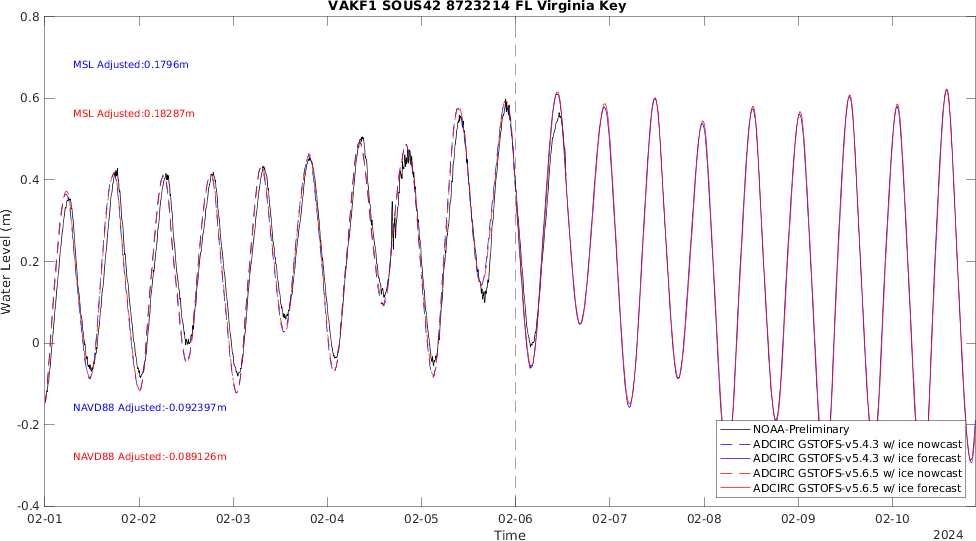 VAKF1 SOUS42 8723214 FL Virginia Key
0.8
0.6
0.4
0.2
0
-0.2
-0.4
Water Level (m)
MSL Adjusted:0.1796m
MSL Adjusted:0.18287m
NAVD88 Adjusted:-0.092397m
NAVD88 Adjusted:-0.089126m
NOAA-Preliminary
ADCIRC GSTOFS-v5.4.3 w/ ice nowcast
ADCIRC GSTOFS-v5.4.3 w/ ice forecast
ADCIRC GSTOFS-v5.6.5 w/ ice nowcast
ADCIRC GSTOFS-v5.6.5 w/ ice forecast
02-01 02-02 02-03 02-04 02-05 02-06 02-07 02-08 02-09 02-10
Time
2024